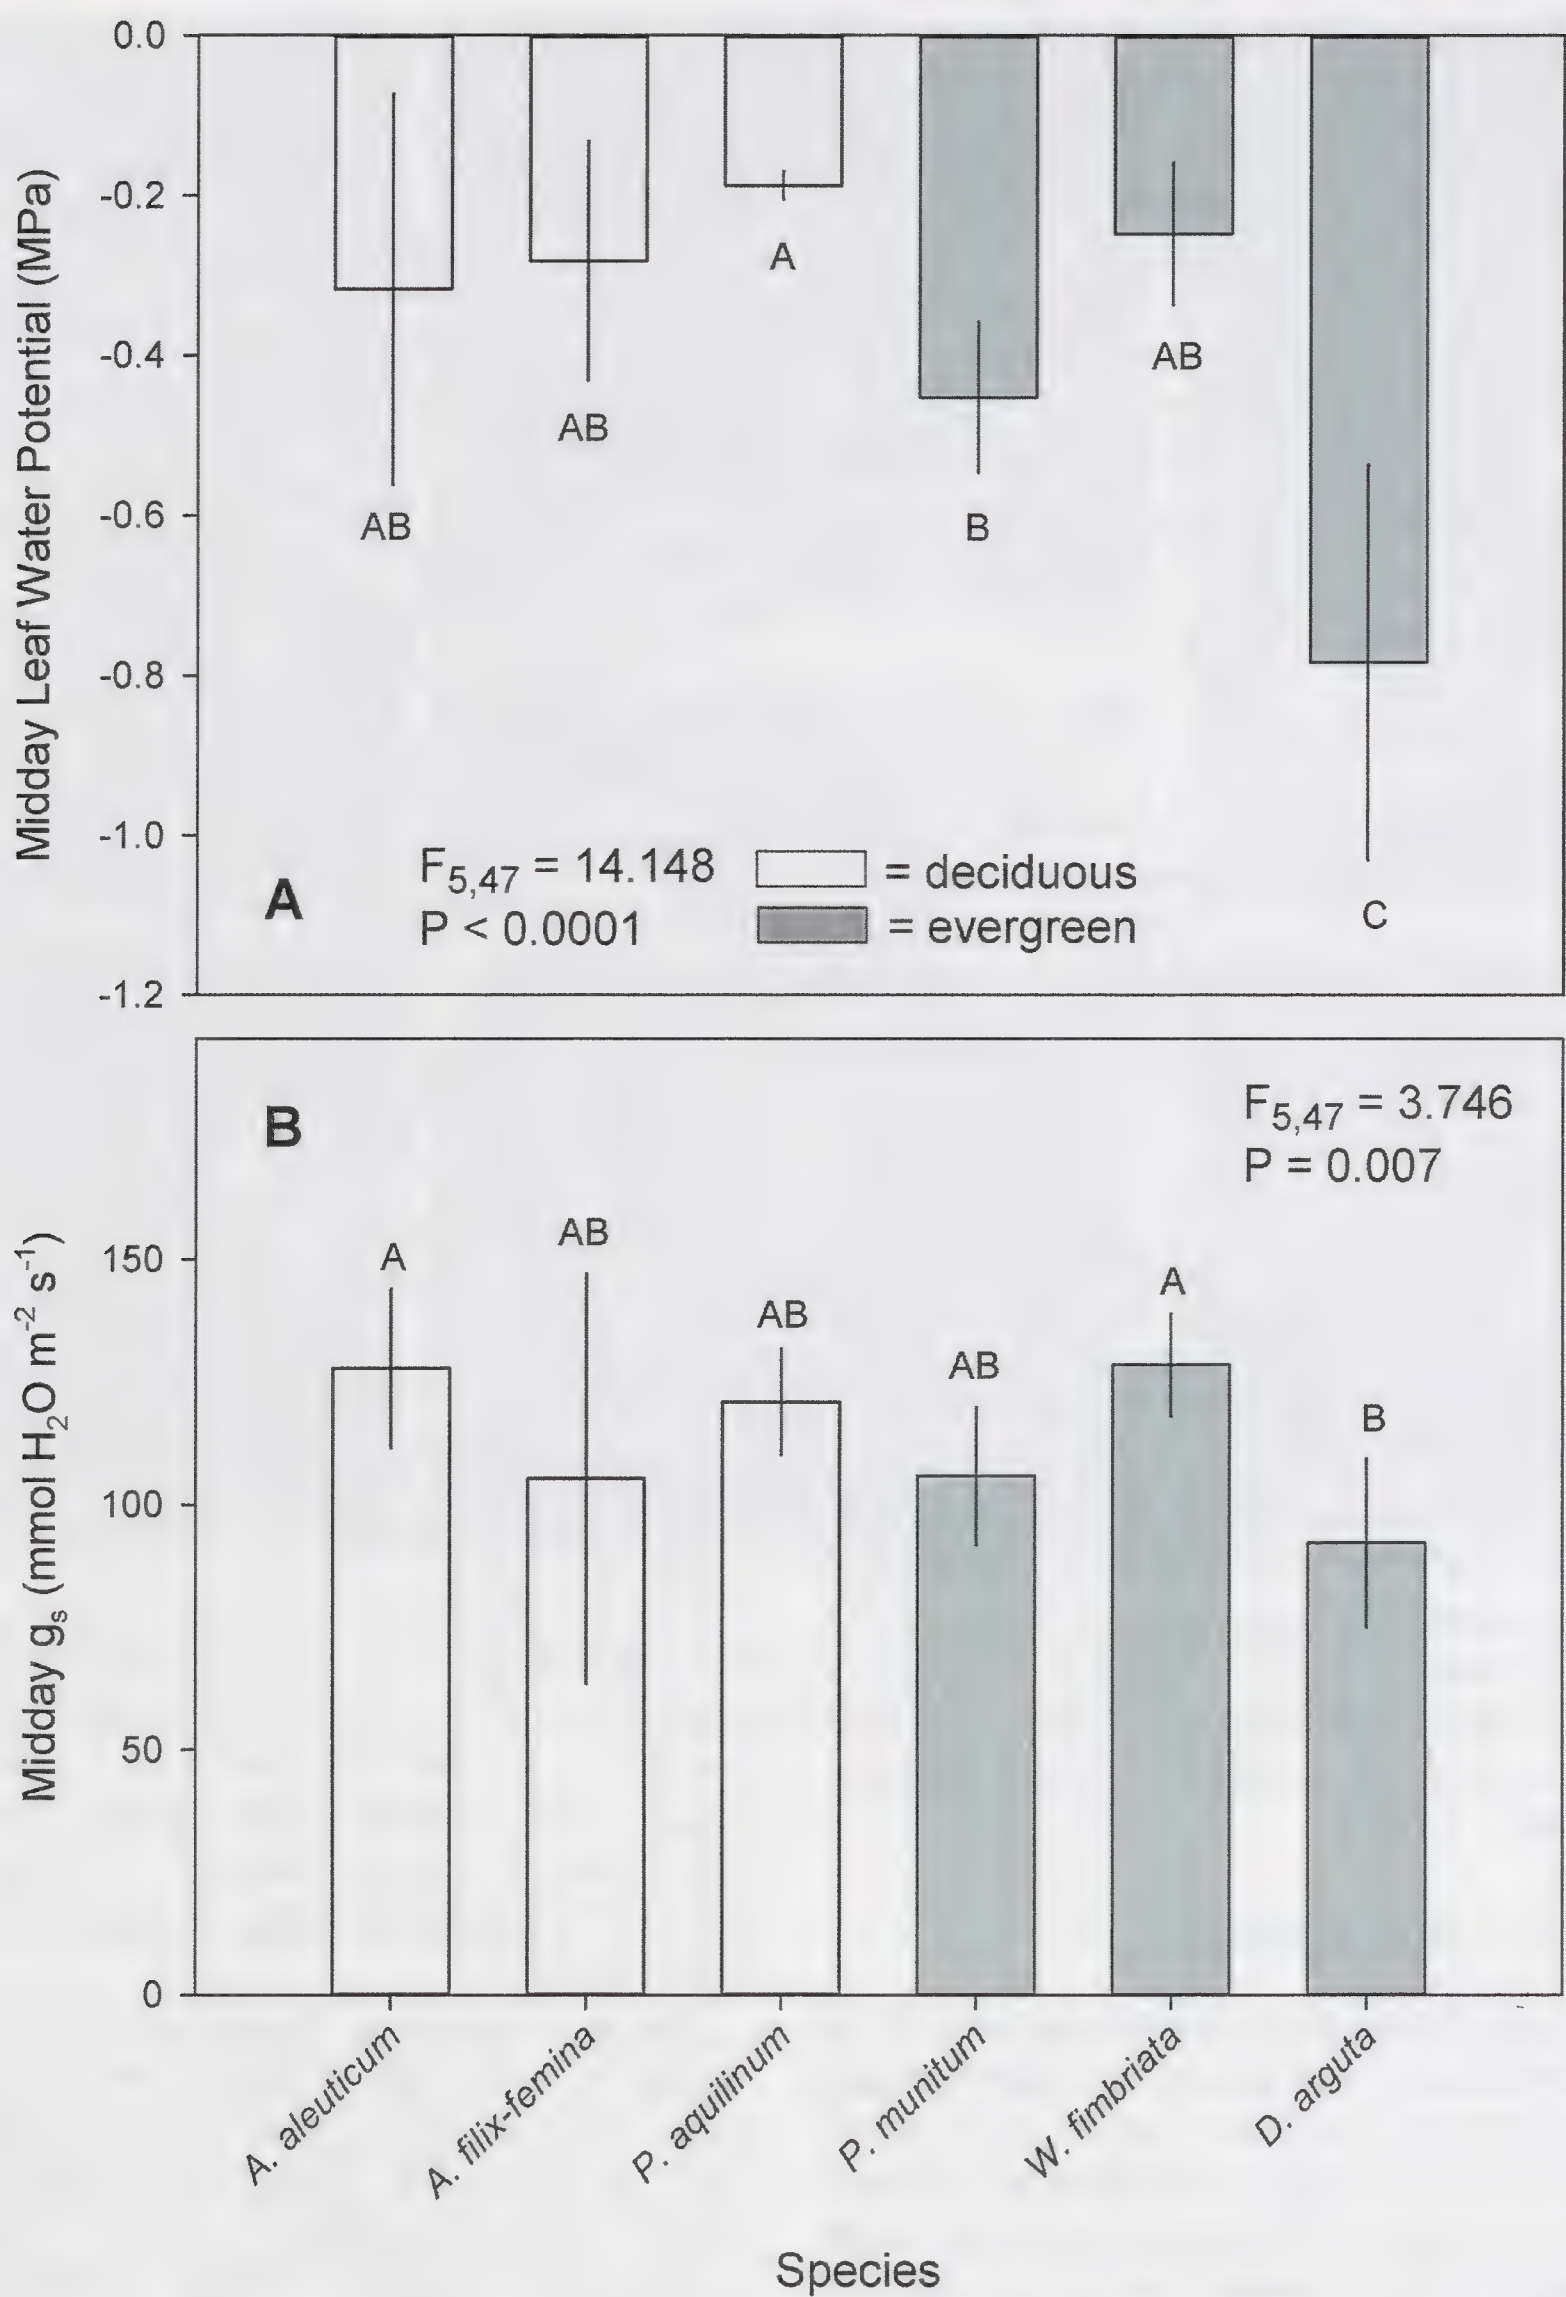 Midday Leaf Water Potential (MPa)
0.0
-0.2
-0.4
-0.6
-0.8
-1.0
-1.2
AB
AB
A
B
AB
C
A
F5,47 = 14.148
P < 0.0001
= deciduous
= evergreen
Midday gs (mmol H2O m-2 s-1)
150
100
50
0
B
F5,47 = 3.746
P = 0.007
A
AB
AB
AB
A
B
A. aleuticum
A. filix-femina
P. aquilinum
P. munitum
W. fimbriata
D. arguta
Species